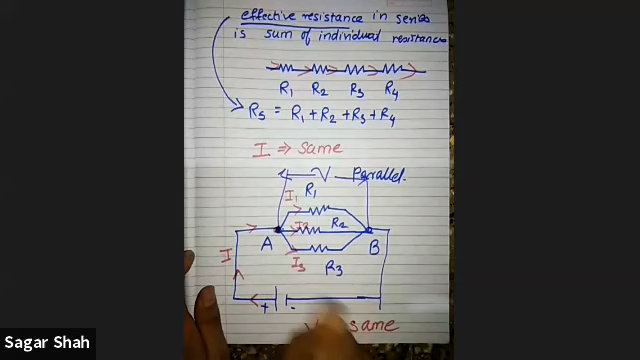 effective resistance in series
is sum of individual resistance
R1 R2 R3 R4
Rs = R1 + R2 + R3 + R4
I ⇒ same
V Parallel.
R1
I1
I2 R2
A B
I
I3 R3
+ -
same
Sagar Shah